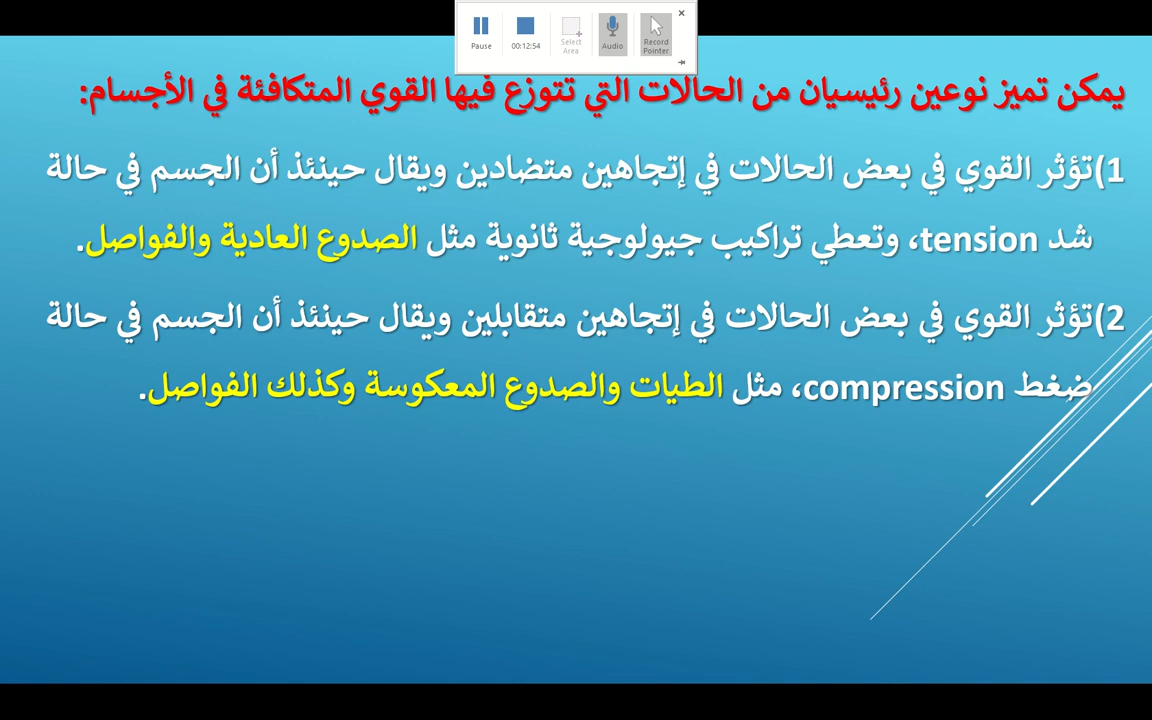 Pause
00:12:54
Select Area
Audio
Record Pointer
يمكن تميز نوعين رئيسيان من الحالات التي تتوزع فيها القوي المتكافئة في الأجسام:
1)تؤثر القوي في بعض الحالات في إتجاهين متضادين ويقال حينئذ أن الجسم في حالة
شد tension، وتعطي تراكيب جيولوجية ثانوية مثل الصدوع العادية والفواصل.
2)تؤثر القوي في بعض الحالات في إتجاهين متقابلين ويقال حينئذ أن الجسم في حالة
ضغط compression، مثل الطيات والصدوع المعكوسة وكذلك الفواصل.